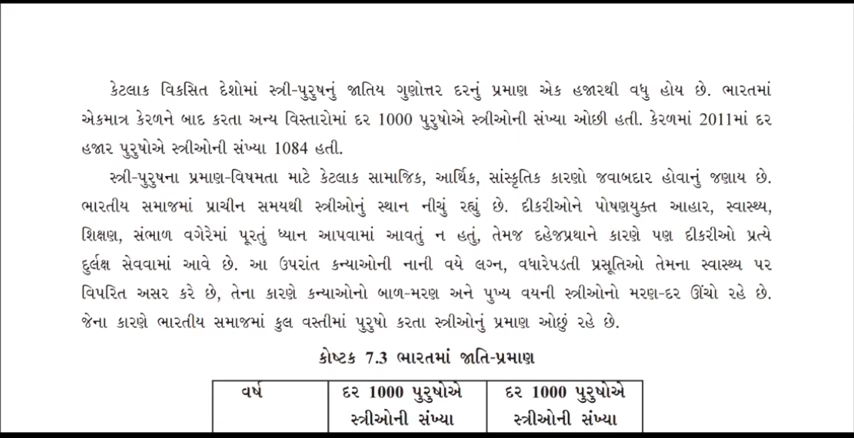 કેટલાક વિકસિત દેશોમાં સ્ત્રી-પુરુષનું જાતિય ગુણોત્તર દરનું પ્રમાણ એક હજારથી વધુ હોય છે. ભારતમાં
એકમાત્ર કેરળને બાદ કરતા અન્ય વિસ્તારોમાં દર 1000 પુરુષોએ સ્ત્રીઓની સંખ્યા ઓછી હતી. કેરળમાં 2011માં દર
હજાર પુરુષોએ સ્ત્રીઓની સંખ્યા 1084 હતી.
સ્ત્રી-પુરુષના પ્રમાણ-વિષમતા માટે કેટલાક સામાજિક, આર્થિક, સાંસ્કૃતિક કારણો જવાબદાર હોવાનું જણાય છે.
ભારતીય સમાજમાં પ્રાચીન સમયથી સ્ત્રીઓનું સ્થાન નીચું રહ્યું છે. દીકરીઓને પોષણયુક્ત આહાર, સ્વાસ્થ્ય,
શિક્ષણ, સંભાળ વગેરેમાં પૂરતું ધ્યાન આપવામાં આવતું ન હતું, તેમજ દહેજપ્રથાને કારણે પણ દીકરીઓ પ્રત્યે
દુર્લક્ષ સેવવામાં આવે છે. આ ઉપરાંત કન્યાઓની નાની વયે લગ્ન, વધારેપડતી પ્રસૂતિઓ તેમના સ્વાસ્થ્ય પર
વિપરિત અસર કરે છે, તેના કારણે કન્યાઓનો બાળ-મરણ અને પુખ્ય વયની સ્ત્રીઓનો મરણ-દર ઊંચો રહે છે.
જેના કારણે ભારતીય સમાજમાં કુલ વસ્તીમાં પુરુષો કરતા સ્ત્રીઓનું પ્રમાણ ઓછું રહે છે.
કોષ્ટક 7.3 ભારતમાં જાતિ-પ્રમાણ
વર્ષ દર 1000 પુરુષોએ દર 1000 પુરુષોએ
સ્ત્રીઓની સંખ્યા સ્ત્રીઓની સંખ્યા